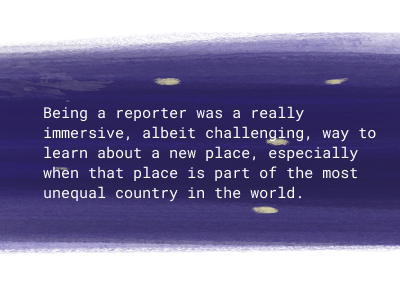 Being a reporter was a really
immersive, albeit challenging, way to
learn about a new place, especially
when that place is part of the most
unequal country in the world.